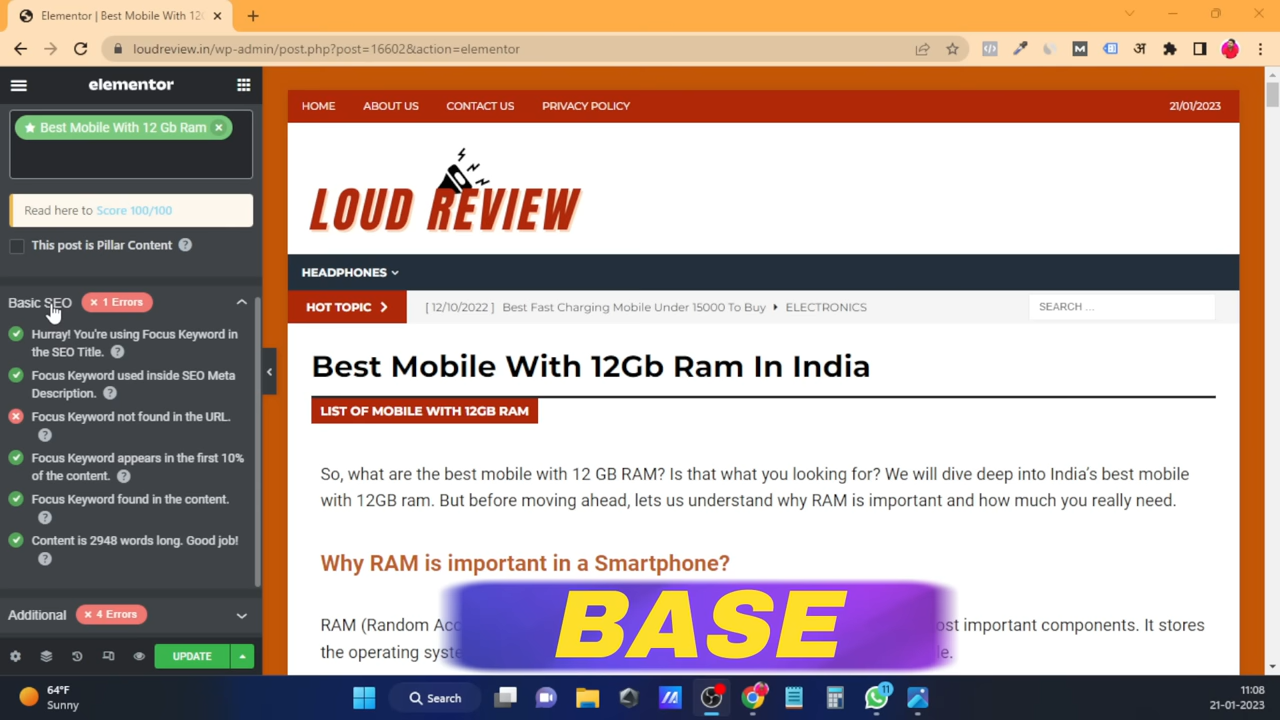 Elementor | Best Mobile With 12
loudreview.in/wp-admin/post.php?post=16602&action=elementor
elementor
Best Mobile With 12 Gb Ram
Read here to Score 100/100
This post is Pillar Content
Basic SEO
1 Errors
Hurray! You're using Focus Keyword in
the SEO Title.
Focus Keyword used inside SEO Meta
Description.
Focus Keyword not found in the URL.
Focus Keyword appears in the first 10%
of the content.
Focus Keyword found in the content.
Content is 2948 words long. Good job!
Additional
4 Errors
UPDATE
HOME
ABOUT US
CONTACT US
PRIVACY POLICY
21/01/2023
LOUD REVIEW
HEADPHONES
HOT TOPIC
[ 12/10/2022 ] Best Fast Charging Mobile Under 15000 To Buy
ELECTRONICS
SEARCH ...
Best Mobile With 12Gb Ram In India
LIST OF MOBILE WITH 12GB RAM
So, what are the best mobile with 12 GB RAM? Is that what you looking for? We will dive deep into India's best mobile
with 12GB ram. But before moving ahead, lets us understand why RAM is important and how much you really need.
Why RAM is important in a Smartphone?
RAM (Random important components. It stores
the operating
BASE
64°F
Sunny
Search
11
11:08
21-01-2023